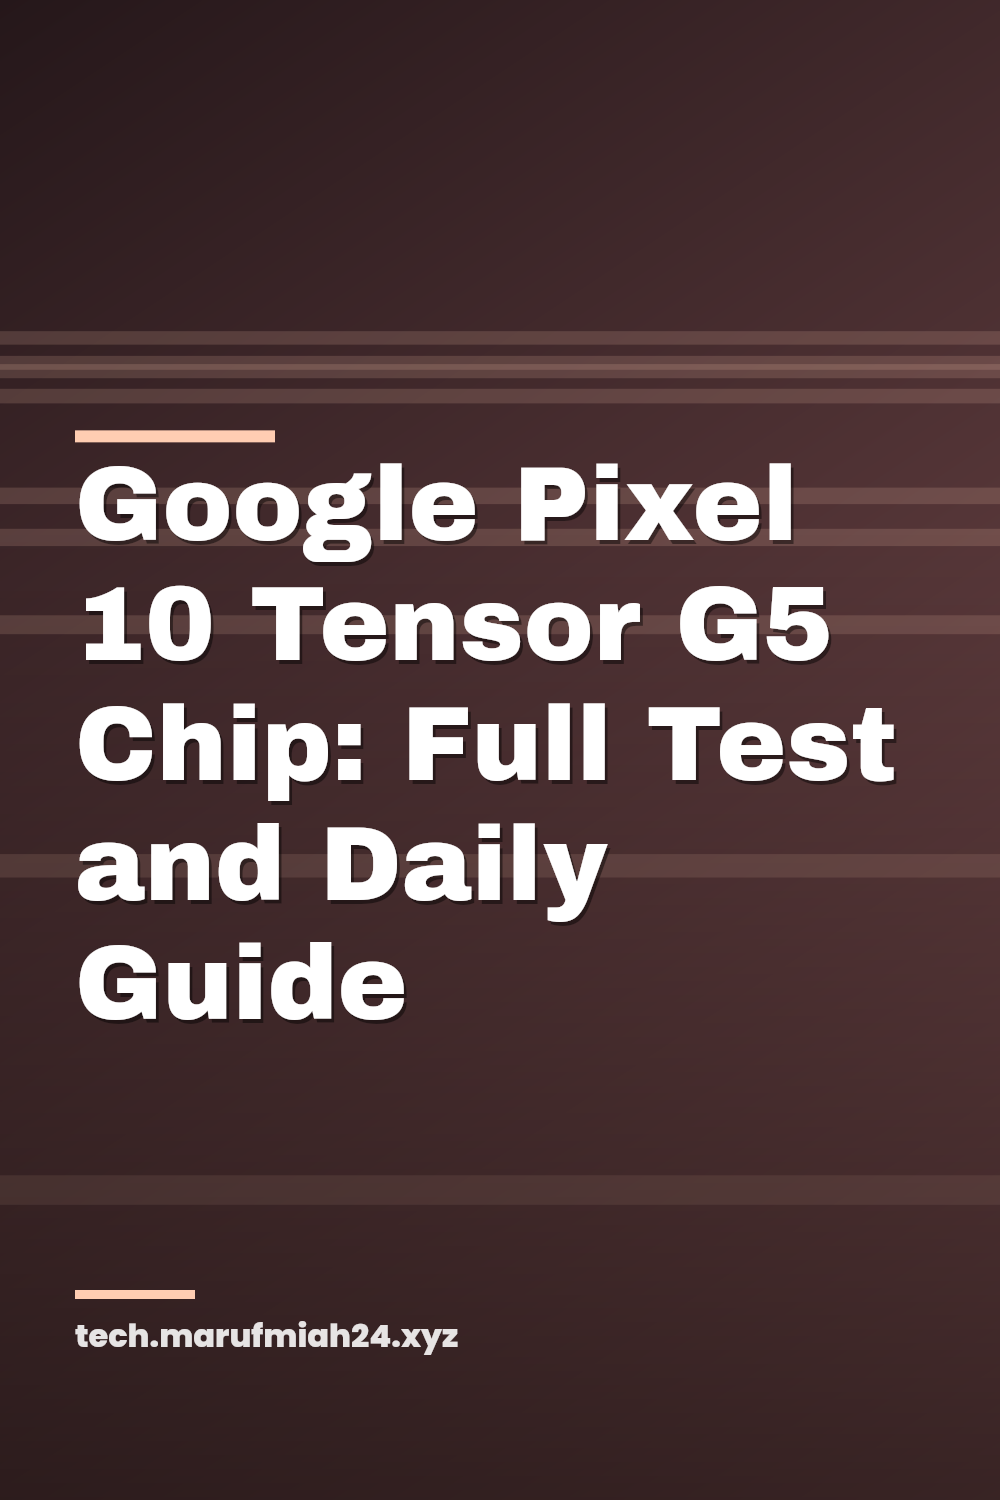 Google Pixel
10 Tensor G5
Chip: Full Test
and Daily
Guide
tech.marufmiah24.xyz